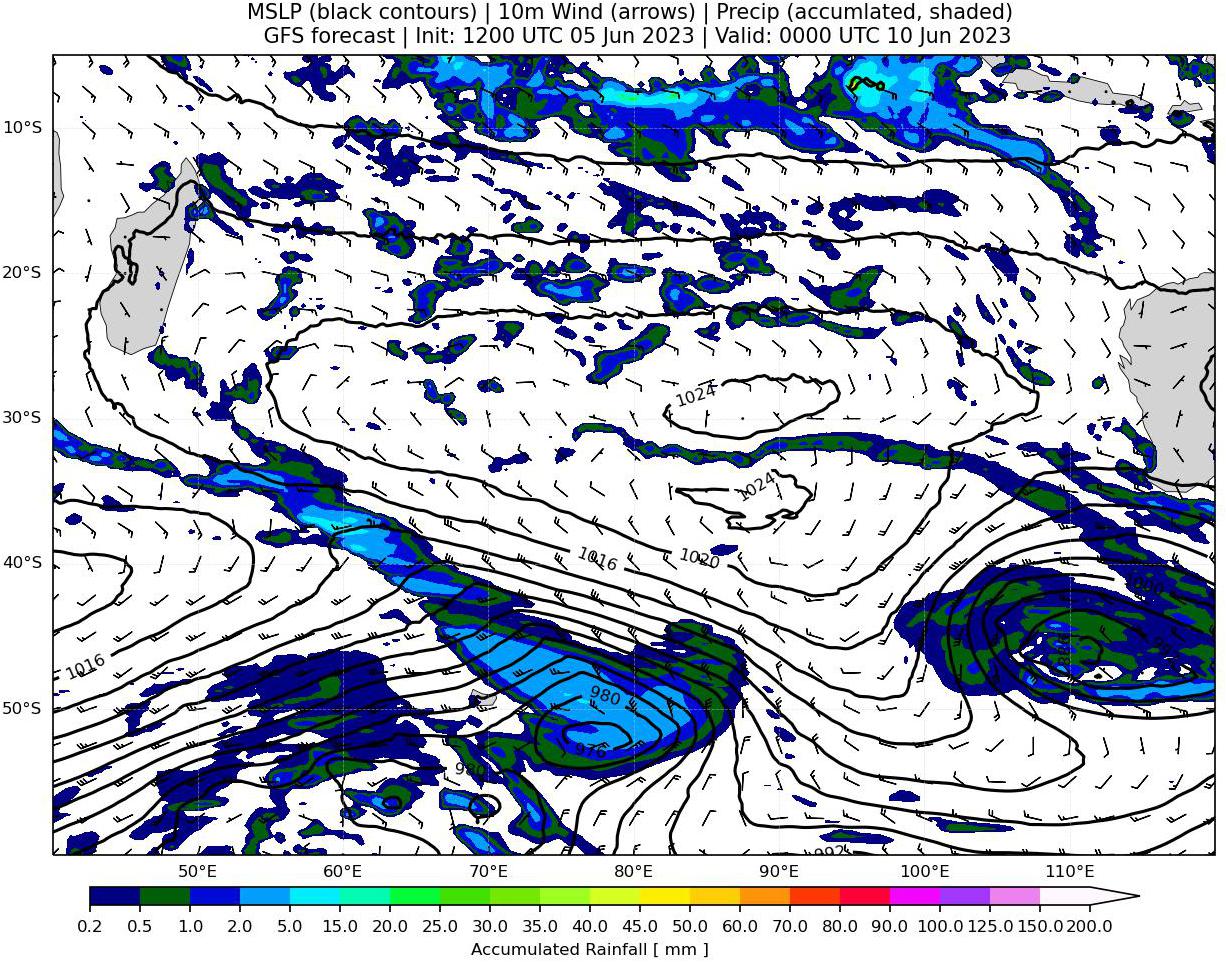 MSLP (black contours) | 10m Wind (arrows) | Precip (accumlated, shaded)
GFS forecast | Init: 1200 UTC 05 Jun 2023 | Valid: 0000 UTC 10 Jun 2023
10°S
20°S
30°S
1024
1024
40°S
1016
1020
1016
980
50°S
976
980
992
50°E
60°E
70°E
80°E
90°E
100°E
110°E
0.2 0.5 1.0 2.0 5.0 10.0 15.0 20.0 25.0 30.0 35.0 40.0 45.0 50.0 60.0 70.0 80.0 90.0 100.0 125.0 150.0 200.0
Accumulated Rainfall [ mm ]